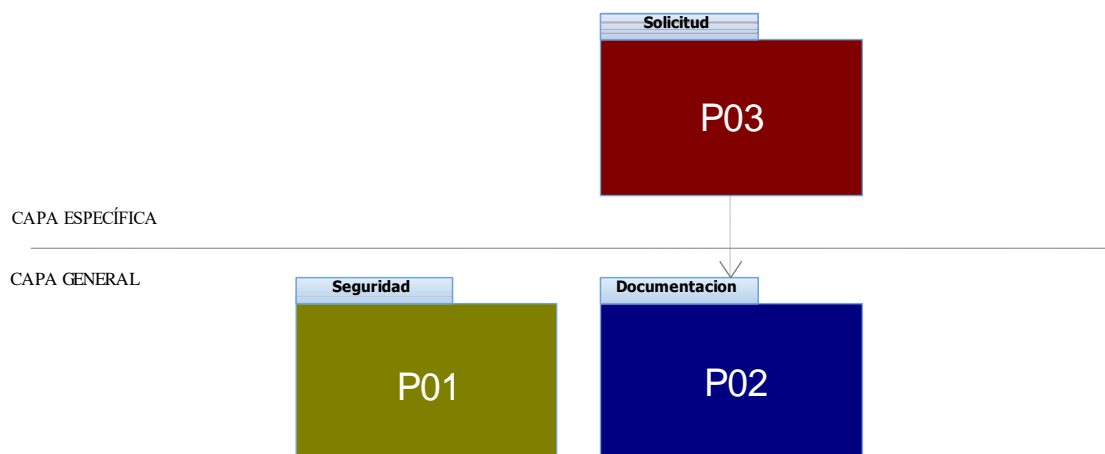 Solicitud
P03
CAPA ESPECÍFICA
CAPA GENERAL
Seguridad
Documentacion
P01
P02